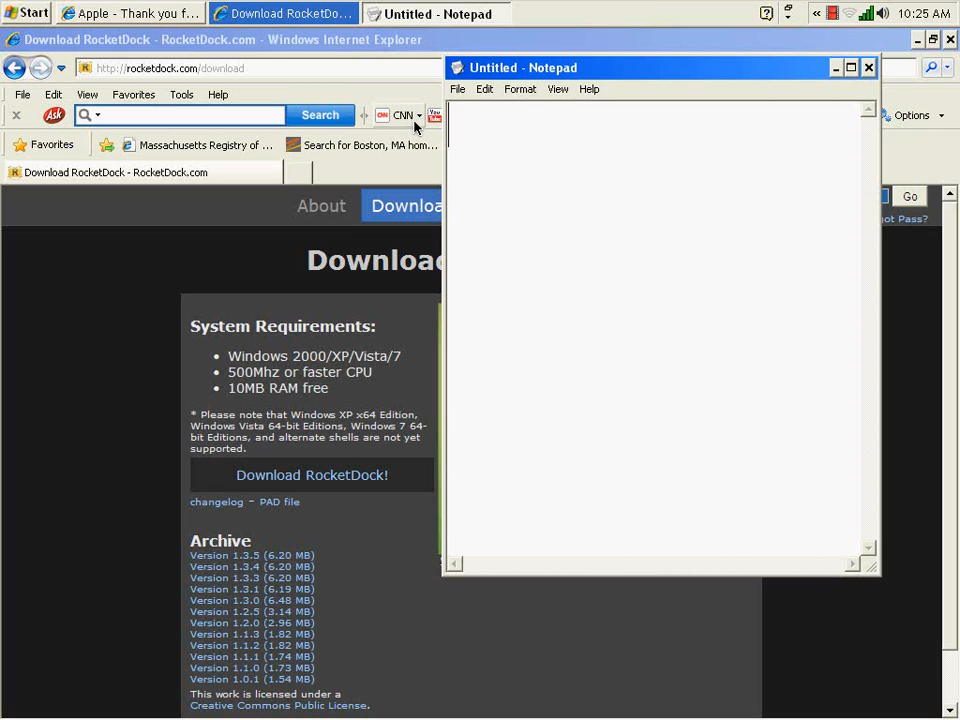 Start
Apple - Thank you f...
Download RocketDo...
Untitled - Notepad
10:25 AM
Download RocketDock - RocketDock.com - Windows Internet Explorer
http://rocketdock.com/download
File Edit View Favorites Tools Help
Ask
Search
CNN
You Tube
Options
Favorites
Massachusetts Registry of ...
Search for Boston, MA hom...
Download RocketDock - RocketDock.com
Untitled - Notepad
File Edit Format View Help
About
Downloa
Go
ot Pass?
Downloa
System Requirements:
• Windows 2000/XP/Vista/7
• 500Mhz or faster CPU
• 10MB RAM free
* Please note that Windows XP x64 Edition,
Windows Vista 64-bit Editions, Windows 7 64-
bit Editions, and alternate shells are not yet
supported.
Download RocketDock!
changelog - PAD file
Archive
Version 1.3.5 (6.20 MB)
Version 1.3.4 (6.20 MB)
Version 1.3.3 (6.20 MB)
Version 1.3.1 (6.19 MB)
Version 1.3.0 (6.48 MB)
Version 1.2.5 (3.14 MB)
Version 1.2.0 (2.96 MB)
Version 1.1.3 (1.82 MB)
Version 1.1.2 (1.82 MB)
Version 1.1.1 (1.74 MB)
Version 1.1.0 (1.73 MB)
Version 1.0.1 (1.54 MB)
This work is licensed under a
Creative Commons Public License.